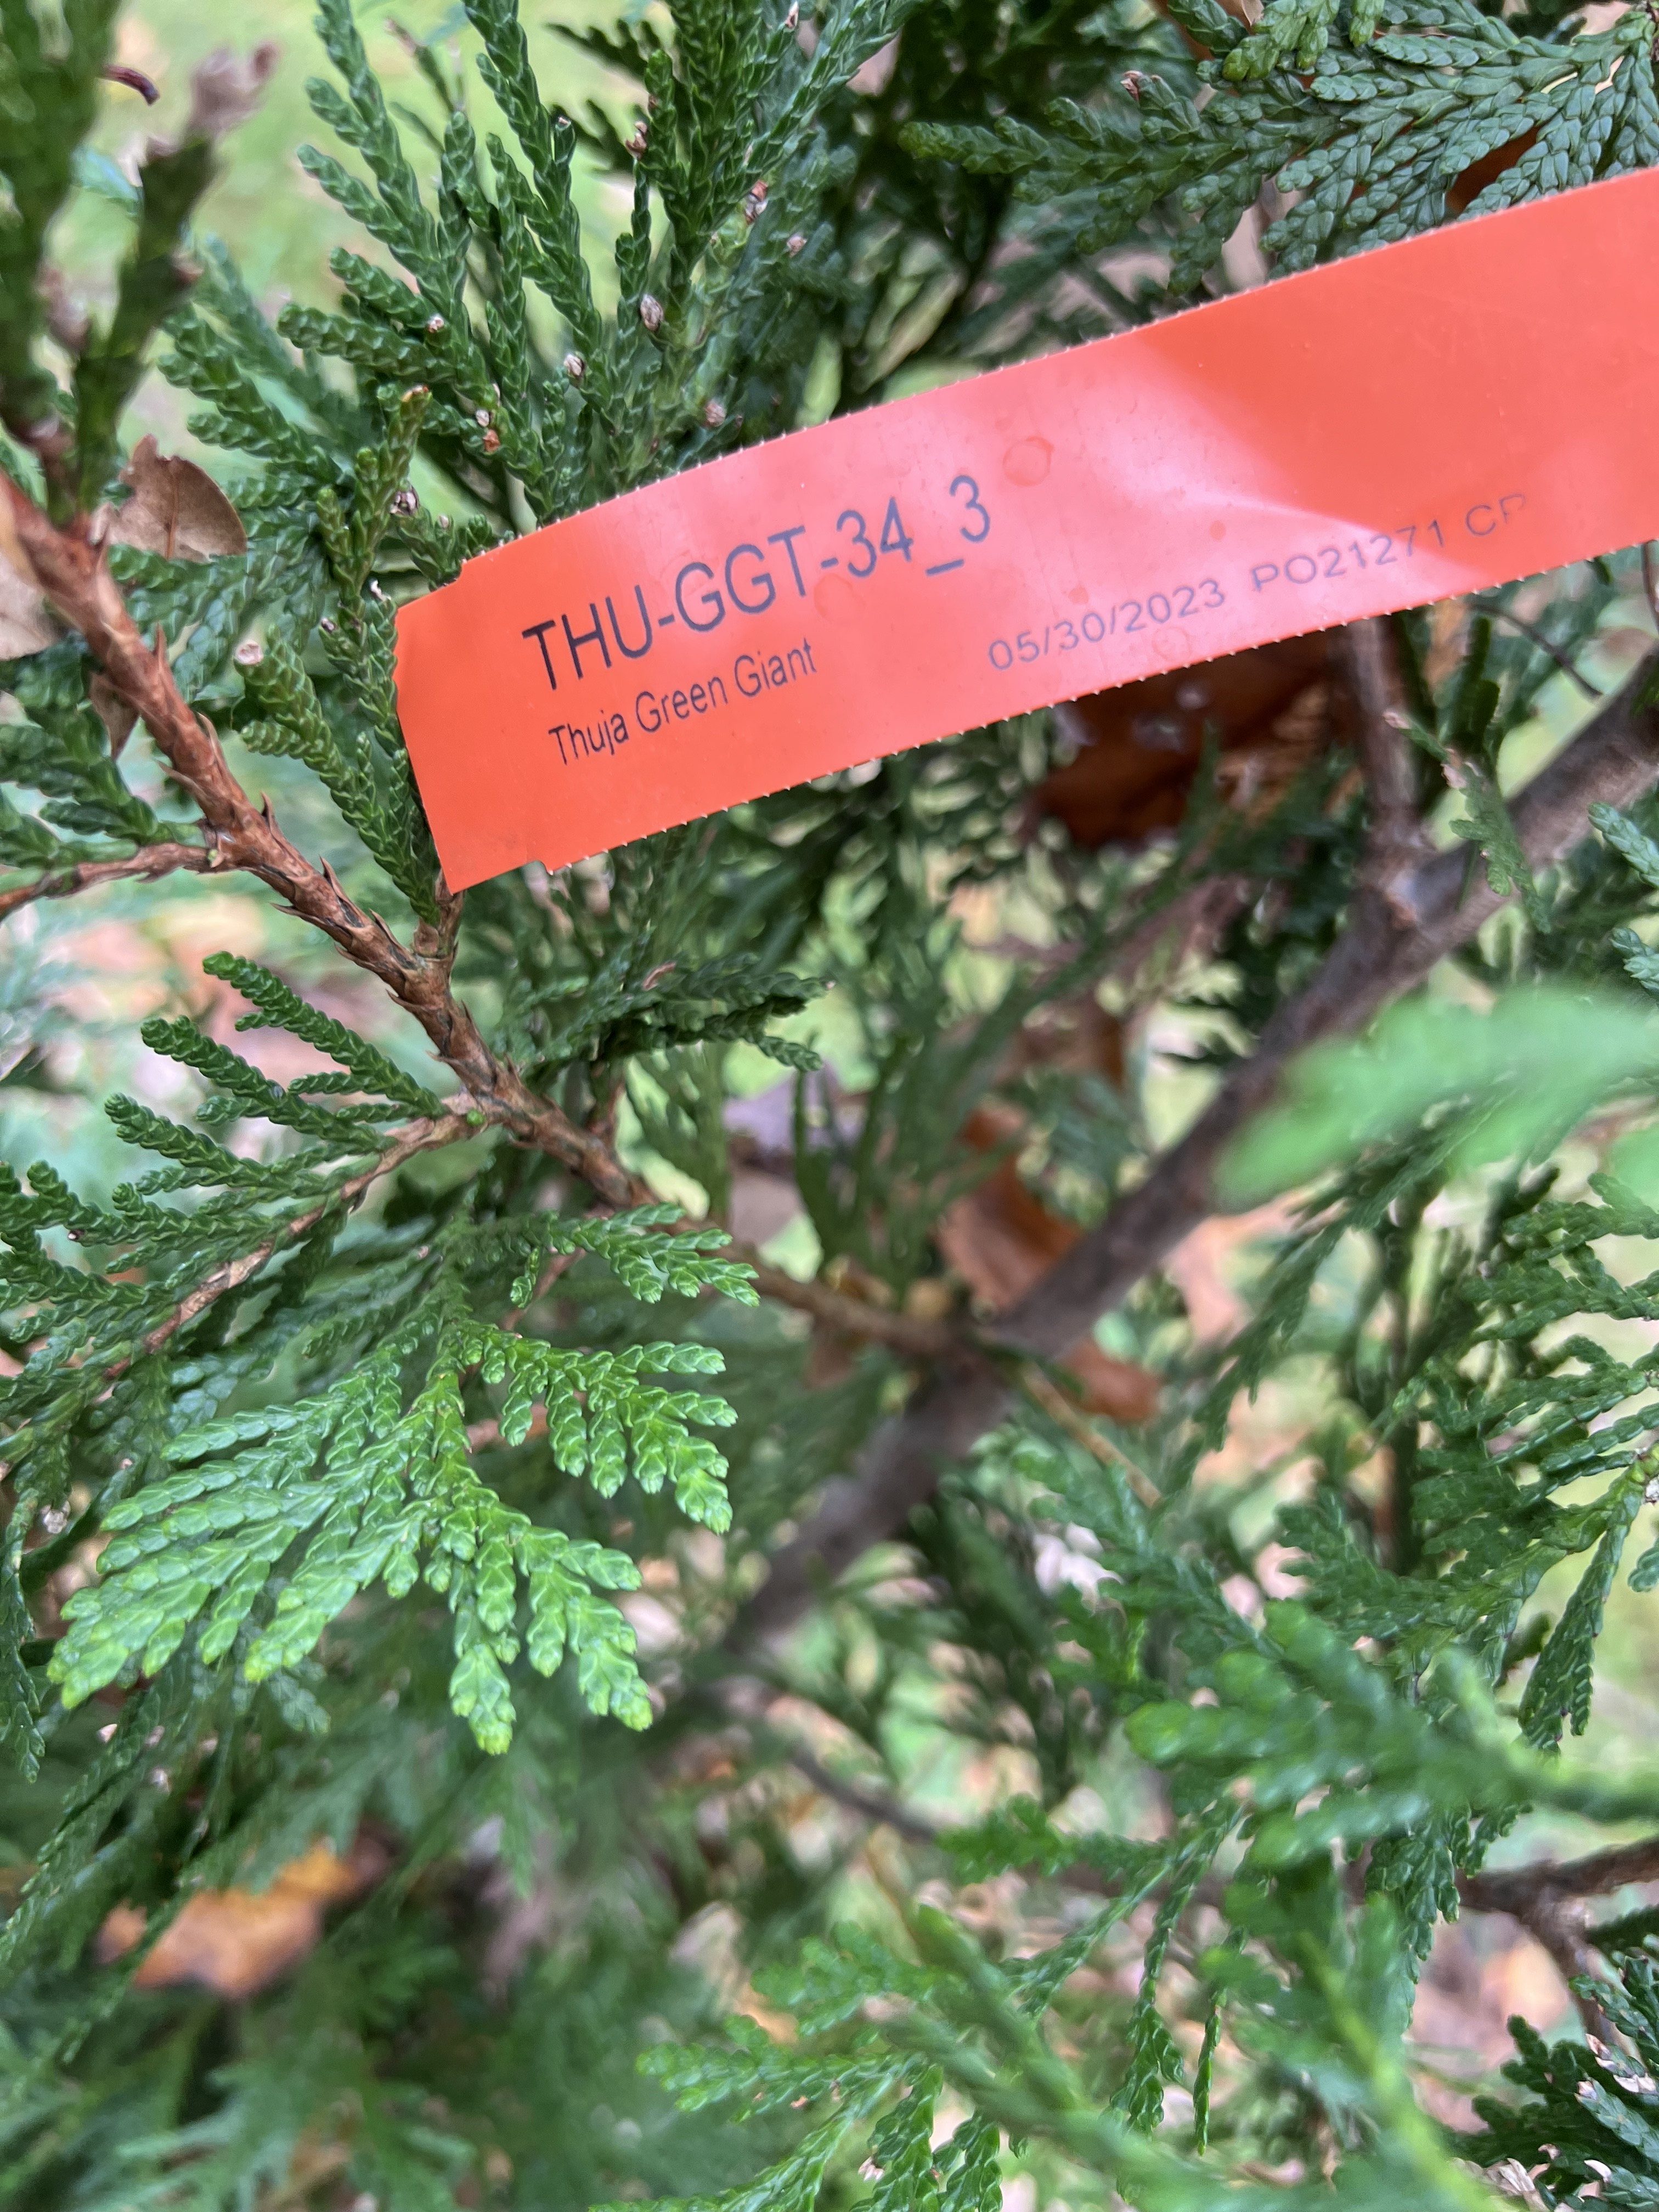 THU-GGT-34_3
Thuja Green Giant
05/30/2023 PO21271 CP